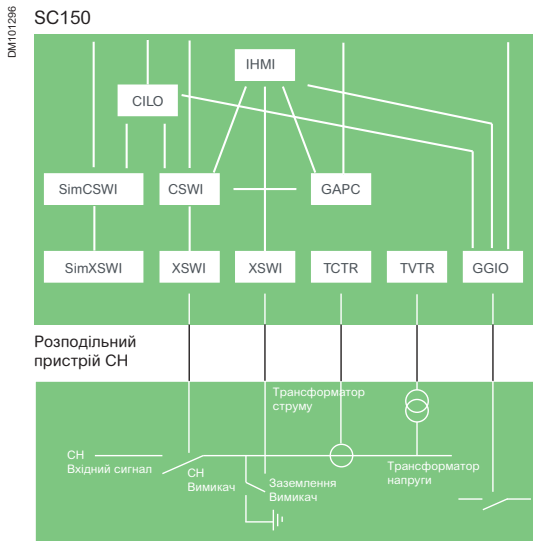 DM101296
SC150
IHMI
CILO
SimCSWI
CSWI
GAPC
SimXSWI
XSWI
XSWI
TCTR
TVTR
GGIO
Розподільний
пристрій СН
Трансформатор
струму
СН
Вхідний сигнал
СН
Вимикач
Заземлення
Вимикач
Трансформатор
напруги